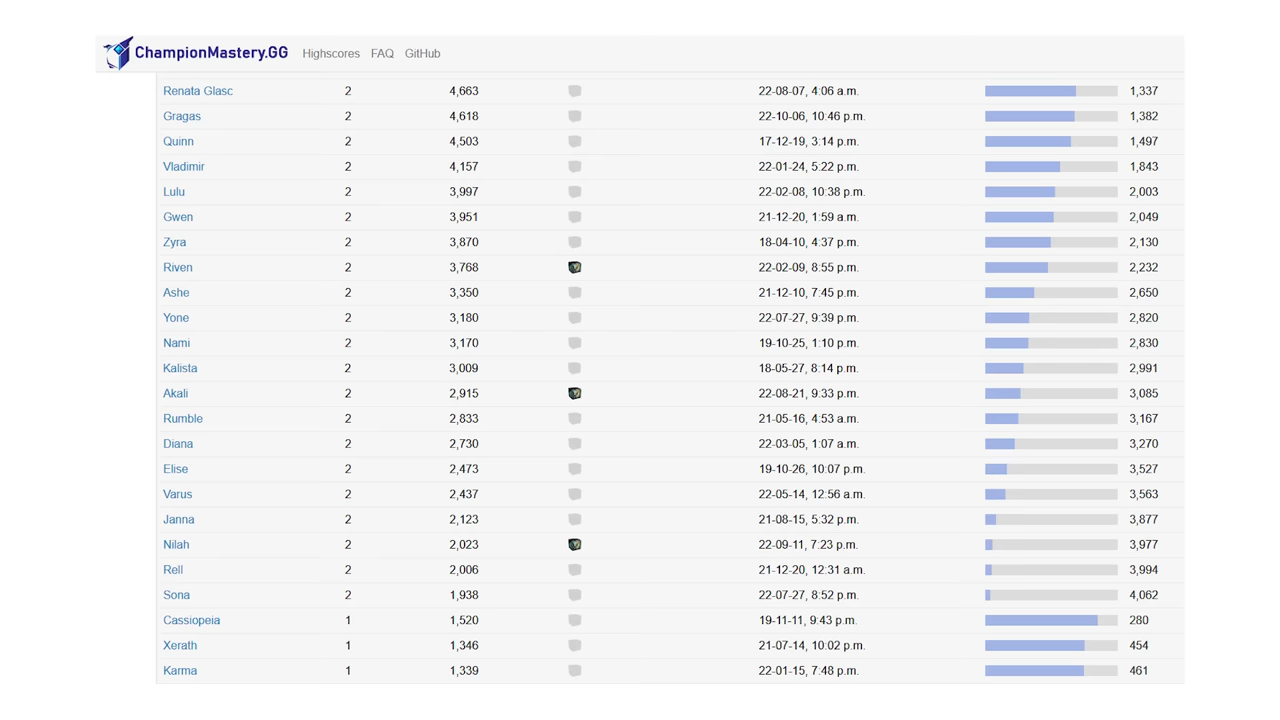 ChampionMastery.GG Highscores FAQ GitHub
Renata Glasc 2 4,663 22-08-07, 4:06 a.m. 1,337
Gragas 2 4,618 22-10-06, 10:46 p.m. 1,382
Quinn 2 4,503 17-12-19, 3:14 p.m. 1,497
Vladimir 2 4,157 22-01-24, 5:22 p.m. 1,843
Lulu 2 3,997 22-02-08, 10:38 p.m. 2,003
Gwen 2 3,951 21-12-20, 1:59 a.m. 2,049
Zyra 2 3,870 18-04-10, 4:37 p.m. 2,130
Riven 2 3,768 22-02-09, 8:55 p.m. 2,232
Ashe 2 3,350 21-12-10, 7:45 p.m. 2,650
Yone 2 3,180 22-07-27, 9:39 p.m. 2,820
Nami 2 3,170 19-10-25, 1:10 p.m. 2,830
Kalista 2 3,009 18-05-27, 8:14 p.m. 2,991
Akali 2 2,915 22-08-21, 9:33 p.m. 3,085
Rumble 2 2,833 21-05-16, 4:53 a.m. 3,167
Diana 2 2,730 22-03-05, 1:07 a.m. 3,270
Elise 2 2,473 19-10-26, 10:07 p.m. 3,527
Varus 2 2,437 22-05-14, 12:56 a.m. 3,563
Janna 2 2,123 21-08-15, 5:32 p.m. 3,877
Nilah 2 2,023 22-09-11, 7:23 p.m. 3,977
Rell 2 2,006 21-12-20, 12:31 a.m. 3,994
Sona 2 1,938 22-07-27, 8:52 p.m. 4,062
Cassiopeia 1 1,520 19-11-11, 9:43 p.m. 280
Xerath 1 1,346 21-07-14, 10:02 p.m. 454
Karma 1 1,339 22-01-15, 7:48 p.m. 461